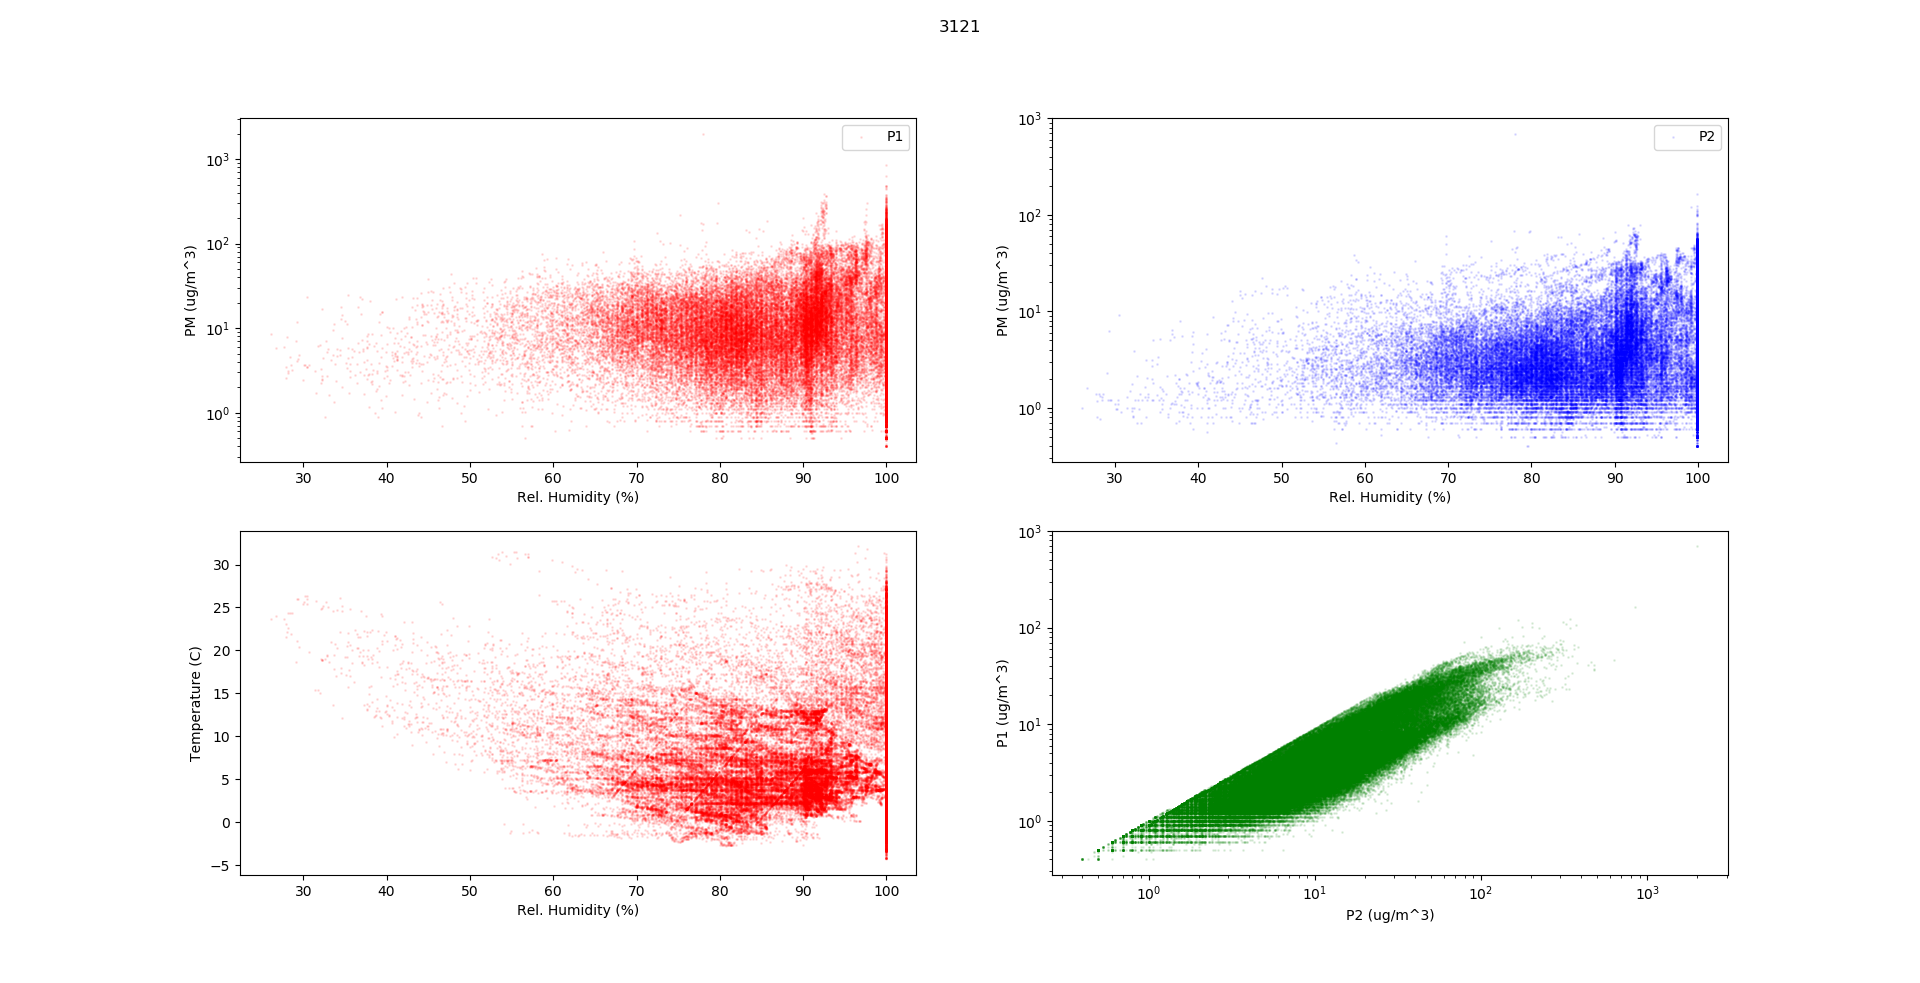 3121
P1
10^3
10^2
10^1
10^0
PM (ug/m^3)
30 40 50 60 70 80 90 100
Rel. Humidity (%)
P2
10^3
10^2
10^1
10^0
PM (ug/m^3)
30 40 50 60 70 80 90 100
Rel. Humidity (%)
30
25
20
15
10
5
0
−5
Temperature (C)
30 40 50 60 70 80 90 100
Rel. Humidity (%)
10^3
10^2
10^1
10^0
P1 (ug/m^3)
10^0 10^1 10^2 10^3
P2 (ug/m^3)